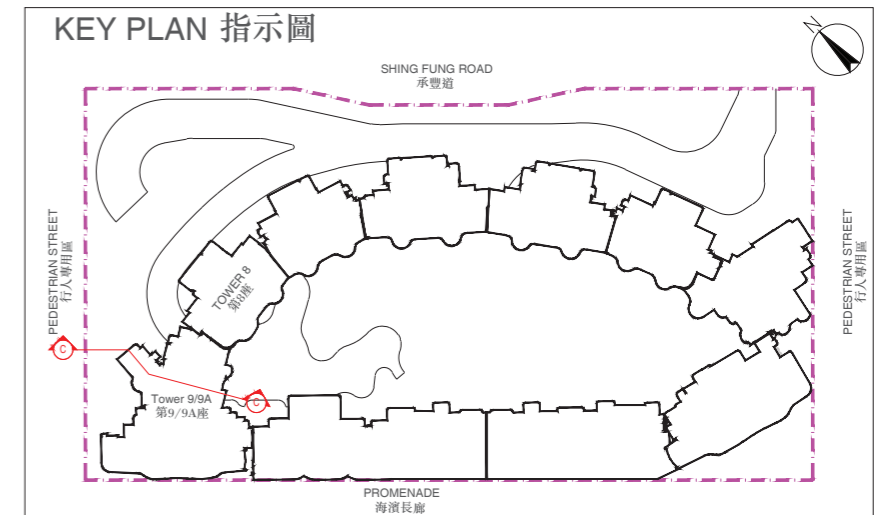 KEY PLAN 指示圖
N
SHING FUNG ROAD
承豐道
PEDESTRIAN STREET
行人專用區
PEDESTRIAN STREET
行人專用區
TOWER 8
第8座
C
C
Tower 9/9A
第9/9A座
PROMENADE
海濱長廊